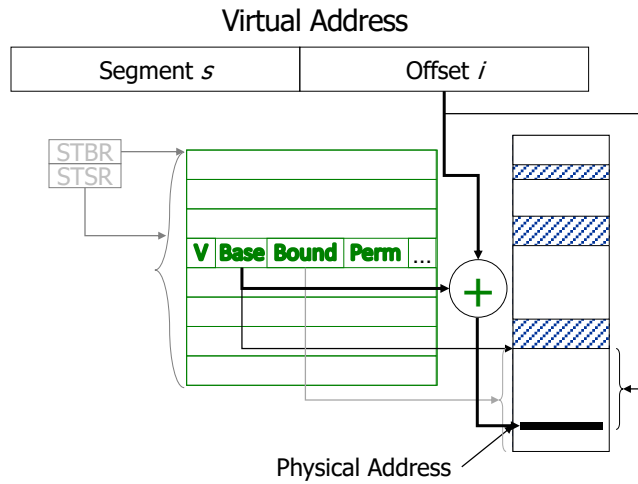 Virtual Address
Segment s
Offset i
STBR
STSR
V Base Bound Perm ...
+
Physical Address